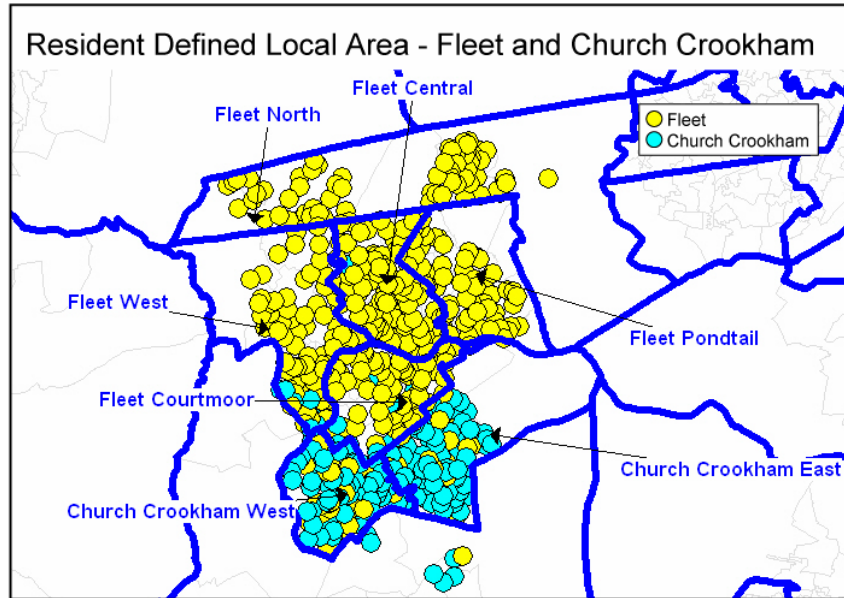 Resident Defined Local Area - Fleet and Church Crookham
Fleet Central
Fleet North
Fleet
Church Crookham
Fleet West
Fleet Pondtail
Fleet Courtmoor
Church Crookham East
Church Crookham West